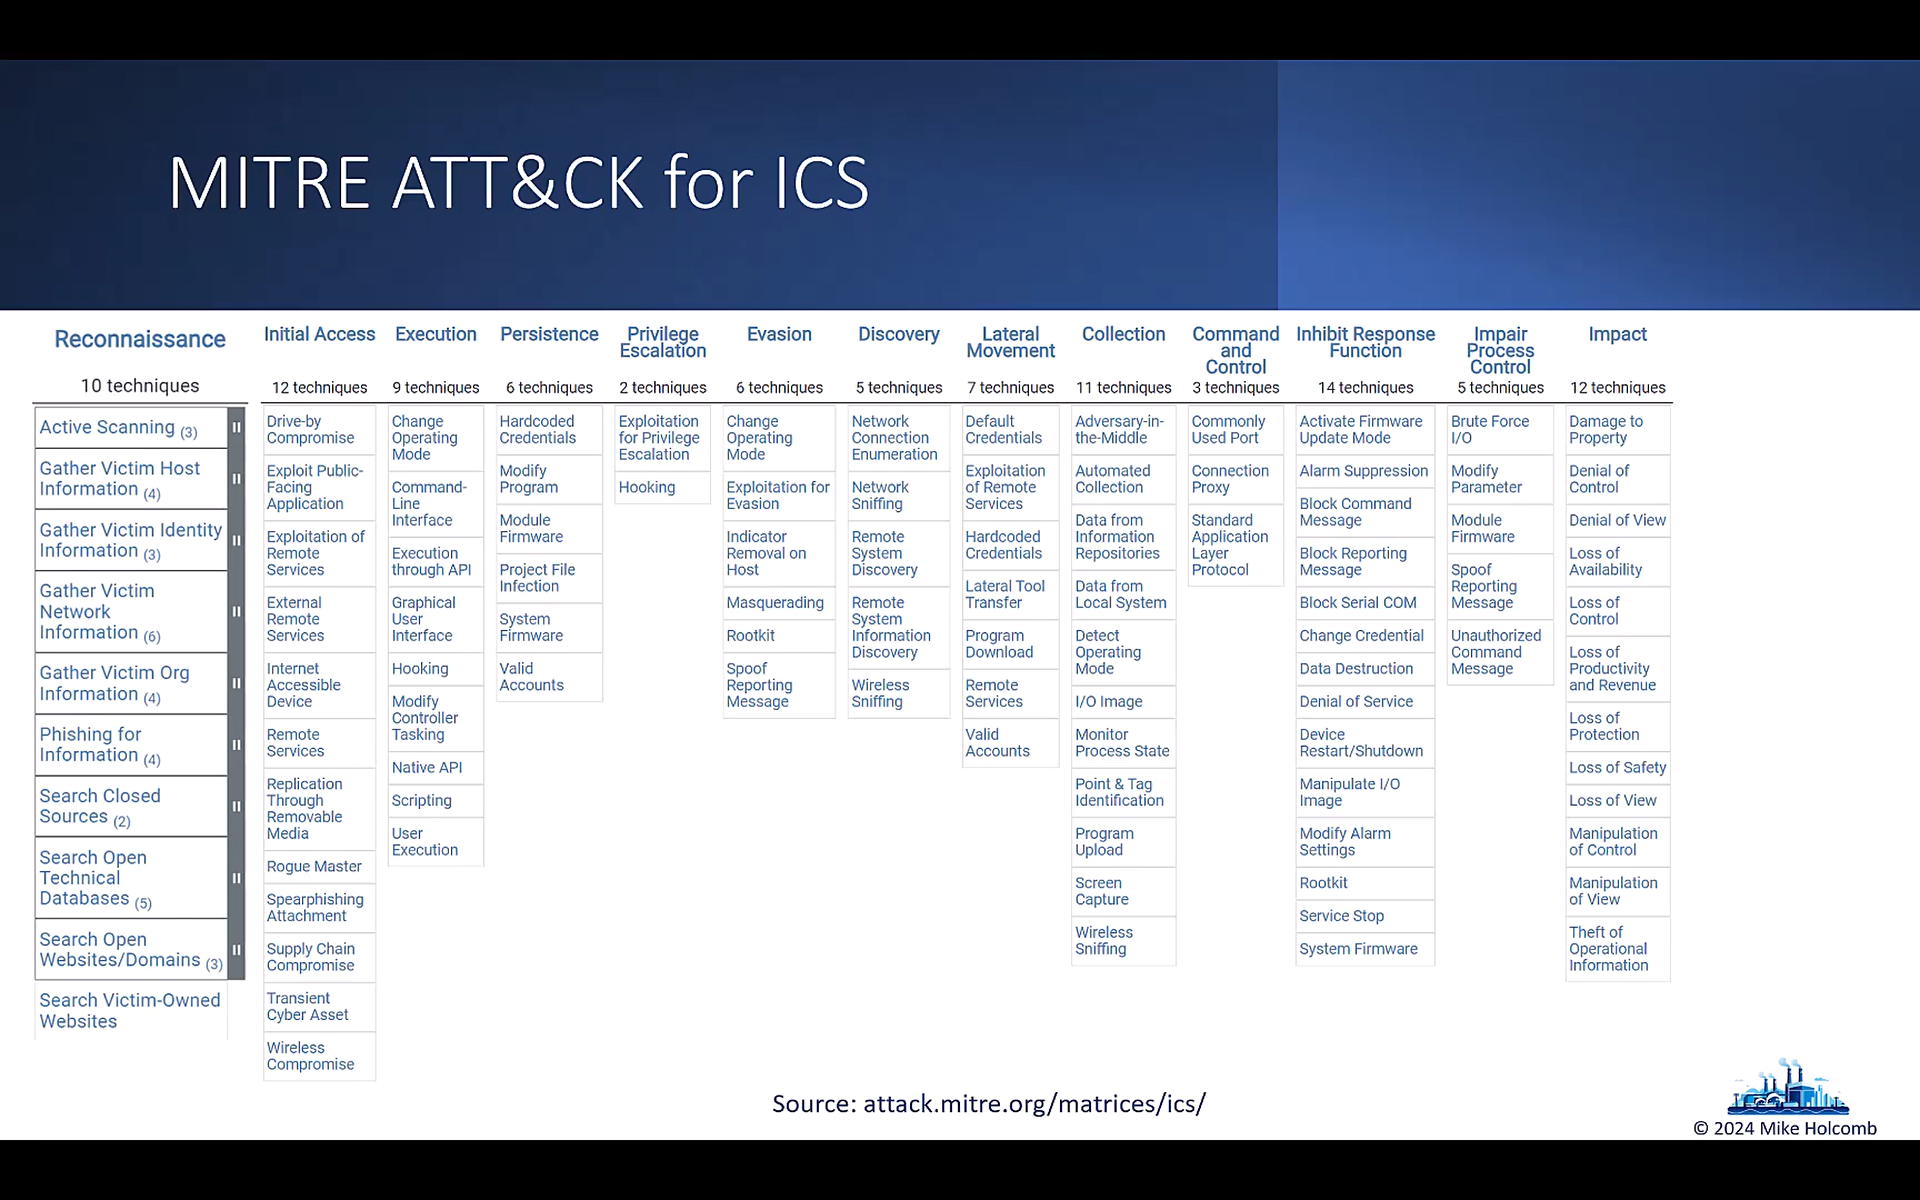 MITRE ATT&CK for ICS
Reconnaissance
10 techniques
Active Scanning (3)
Gather Victim Host
Information (4)
Gather Victim Identity
Information (3)
Gather Victim
Network
Information (6)
Gather Victim Org
Information (4)
Phishing for
Information (4)
Search Closed
Sources (2)
Search Open
Technical
Databases (5)
Search Open
Websites/Domains (3)
Search Victim-Owned
Websites
Initial Access
12 techniques
Drive-by
Compromise
Exploit Public-
Facing
Application
Exploitation of
Remote
Services
External
Remote
Services
Internet
Accessible
Device
Remote
Services
Replication
Through
Removable
Media
Rogue Master
Spearphishing
Attachment
Supply Chain
Compromise
Transient
Cyber Asset
Wireless
Compromise
Execution
9 techniques
Change
Operating
Mode
Command-
Line
Interface
Execution
through API
Graphical
User
Interface
Hooking
Modify
Controller
Tasking
Native API
Scripting
User
Execution
Persistence
6 techniques
Hardcoded
Credentials
Modify
Program
Module
Firmware
Project File
Infection
System
Firmware
Valid
Accounts
Privilege
Escalation
2 techniques
Exploitation
for Privilege
Escalation
Hooking
Evasion
6 techniques
Change
Operating
Mode
Exploitation for
Evasion
Indicator
Removal on
Host
Masquerading
Rootkit
Spoof
Reporting
Message
Discovery
5 techniques
Network
Connection
Enumeration
Network
Sniffing
Remote
System
Discovery
Remote
System
Information
Discovery
Wireless
Sniffing
Lateral
Movement
7 techniques
Default
Credentials
Exploitation
of Remote
Services
Hardcoded
Credentials
Lateral Tool
Transfer
Program
Download
Remote
Services
Valid
Accounts
Collection
11 techniques
Adversary-in-
the-Middle
Automated
Collection
Data from
Information
Repositories
Data from
Local System
Detect
Operating
Mode
I/O Image
Monitor
Process State
Point & Tag
Identification
Program
Upload
Screen
Capture
Wireless
Sniffing
Command
and
Control
3 techniques
Commonly
Used Port
Connection
Proxy
Standard
Application
Layer
Protocol
Inhibit Response
Function
14 techniques
Activate Firmware
Update Mode
Alarm Suppression
Block Command
Message
Block Reporting
Message
Block Serial COM
Change Credential
Data Destruction
Denial of Service
Device
Restart/Shutdown
Manipulate I/O
Image
Modify Alarm
Settings
Rootkit
Service Stop
System Firmware
Impair
Process
Control
5 techniques
Brute Force
I/O
Modify
Parameter
Module
Firmware
Spoof
Reporting
Message
Unauthorized
Command
Message
Impact
12 techniques
Damage to
Property
Denial of
Control
Denial of View
Loss of
Availability
Loss of
Control
Loss of
Productivity
and Revenue
Loss of
Protection
Loss of Safety
Loss of View
Manipulation
of Control
Manipulation
of View
Theft of
Operational
Information
Source: attack.mitre.org/matrices/ics/
© 2024 Mike Holcomb